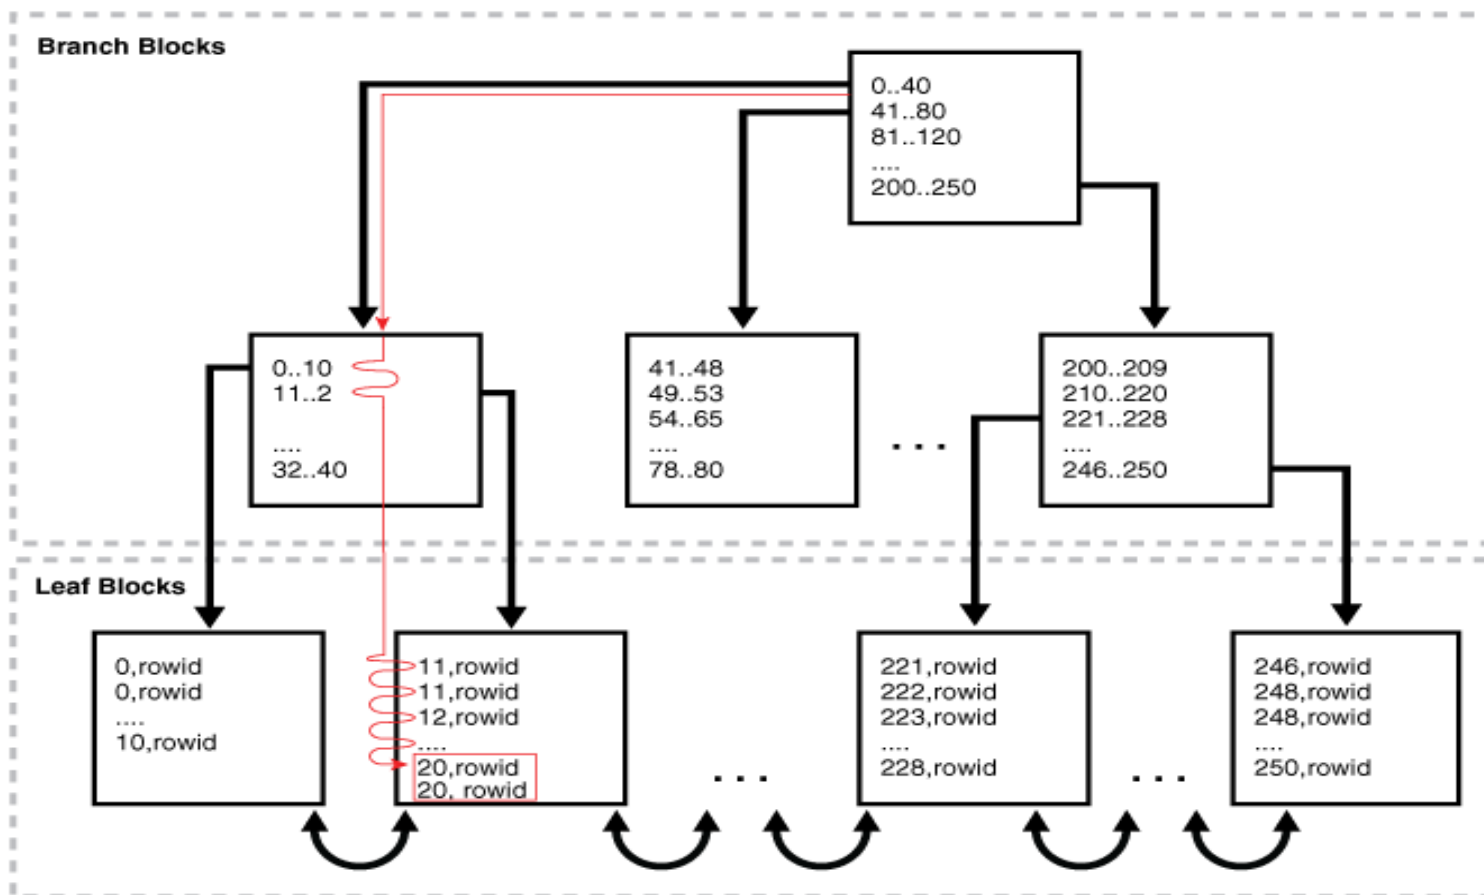 Branch Blocks
0..40
41..80
81..120
....
200..250
0..10
11..2
....
32..40
41..48
49..53
54..65
....
78..80
. . .
200..209
210..220
221..228
....
246..250
Leaf Blocks
0,rowid
0,rowid
....
10,rowid
11,rowid
11,rowid
12,rowid
....
20,rowid
20, rowid
. . .
221,rowid
222,rowid
223,rowid
....
228,rowid
. . .
246,rowid
248,rowid
248,rowid
....
250,rowid